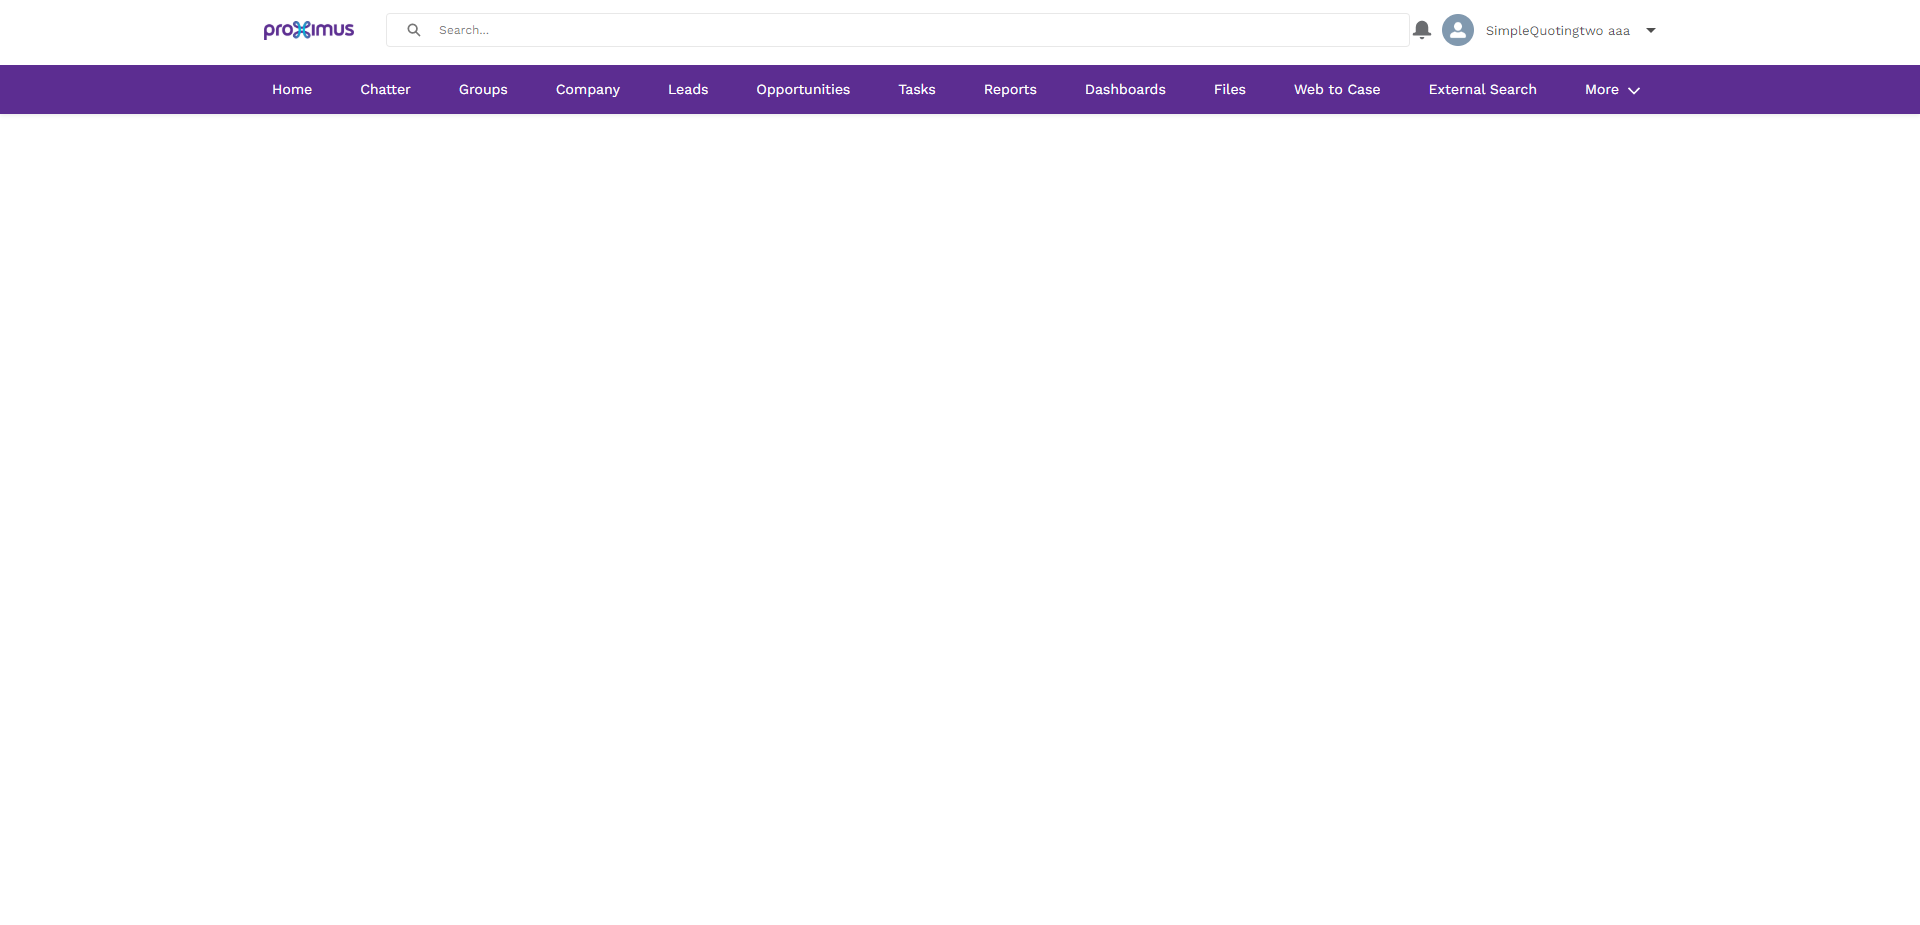 proximus
Search...
SimpleQuotingtwo aaa
Home Chatter Groups Company Leads Opportunities Tasks Reports Dashboards Files Web to Case External Search More